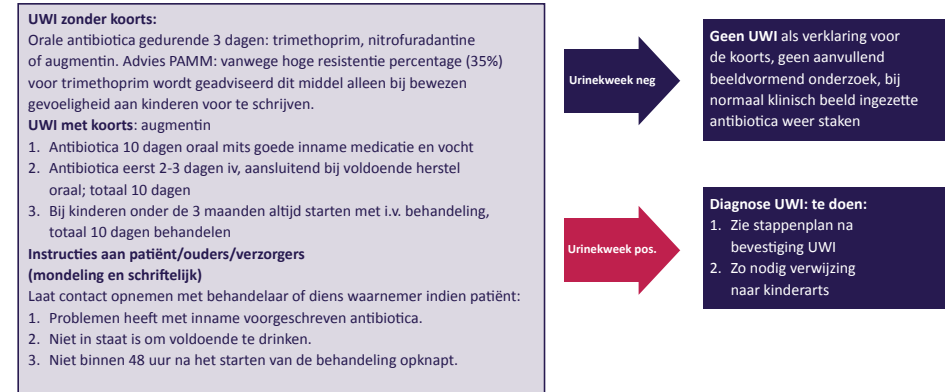 UWI zonder koorts:
Orale antibiotica gedurende 3 dagen: trimethoprim, nitrofuradantine
of augmentin. Advies PAMM: vanwege hoge resistentie percentage (35%)
voor trimethoprim wordt geadviseerd dit middel alleen bij bewezen
gevoeligheid aan kinderen voor te schrijven.
UWI met koorts: augmentin
1. Antibiotica 10 dagen oraal mits goede inname medicatie en vocht
2. Antibiotica eerst 2-3 dagen iv, aansluitend bij voldoende herstel
oraal; totaal 10 dagen
3. Bij kinderen onder de 3 maanden altijd starten met i.v. behandeling,
totaal 10 dagen behandelen
Instructies aan patiënt/ouders/verzorgers
(mondeling en schriftelijk)
Laat contact opnemen met behandelaar of diens waarnemer indien patiënt:
1. Problemen heeft met inname voorgeschreven antibiotica.
2. Niet in staat is om voldoende te drinken.
3. Niet binnen 48 uur na het starten van de behandeling opknapt.
Urinekweek neg
Geen UWI als verklaring voor
de koorts, geen aanvullend
beeldvormend onderzoek, bij
normaal klinisch beeld ingezette
antibiotica weer staken
Urinekweek pos.
Diagnose UWI: te doen:
1. Zie stappenplan na
bevestiging UWI
2. Zo nodig verwijzing
naar kinderarts